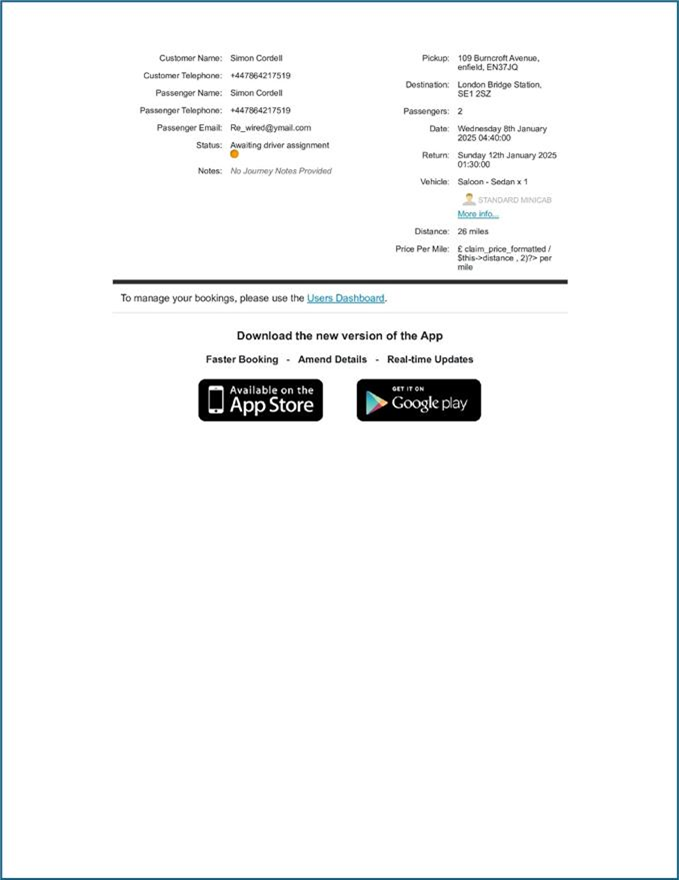 Customer Name: Simon Cordell
Customer Telephone: +447864217519
Passenger Name: Simon Cordell
Passenger Telephone: +447864217519
Passenger Email: Re_wired@ymail.com
Status: Awaiting driver assignment
Notes: No Journey Notes Provided
Pickup: 109 Burncroft Avenue,
enfield, EN37JQ
Destination: London Bridge Station,
SE1 2SZ
Passengers: 2
Date: Wednesday 8th January
2025 04:40:00
Return: Sunday 12th January 2025
01:30:00
Vehicle: Saloon - Sedan x 1
STANDARD MINICAB
More info...
Distance: 26 miles
Price Per Mile: £ claim_price_formatted /
$this->distance , 2)?> per
mile
To manage your bookings, please use the Users Dashboard.
Download the new version of the App
Faster Booking - Amend Details - Real-time Updates
Available on the
App Store
GET IT ON
Google play